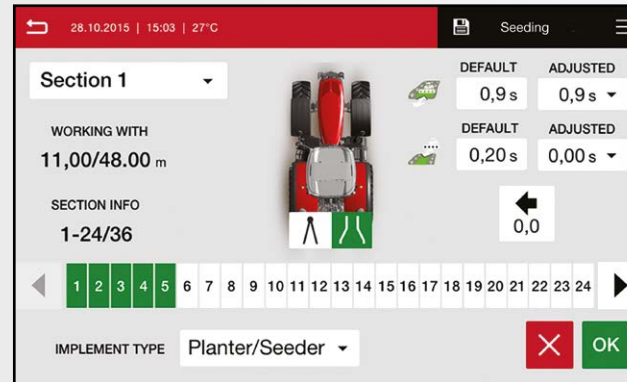 28.10.2015 | 15:03 | 27°C
Seeding
Section 1
DEFAULT ADJUSTED
0,9 s 0,9 s
WORKING WITH
11,00/48.00 m
DEFAULT ADJUSTED
0,20 s 0,00 s
SECTION INFO
1-24/36
0,0
1 2 3 4 5 6 7 8 9 10 11 12 13 14 15 16 17 18 19 20 21 22 23 24
IMPLEMENT TYPE Planter/Seeder
OK